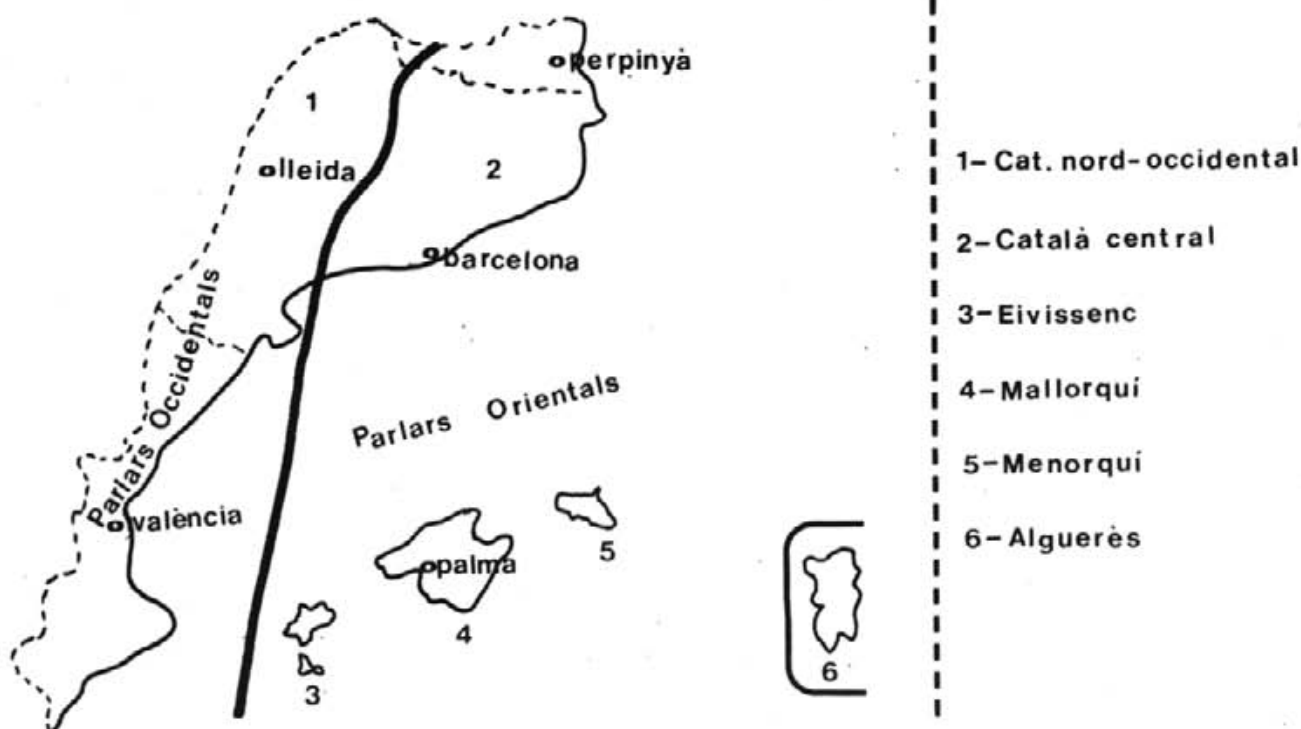 perpinyà
1
lleida
2
barcelona
Parlars Occidentals
Parlars Orientals
València
palma
5
4
3
6
1-Cat. nord-occidental
2-Català central
3-Eivissenc
4-Mallorquí
5-Menorquí
6-Alguerès